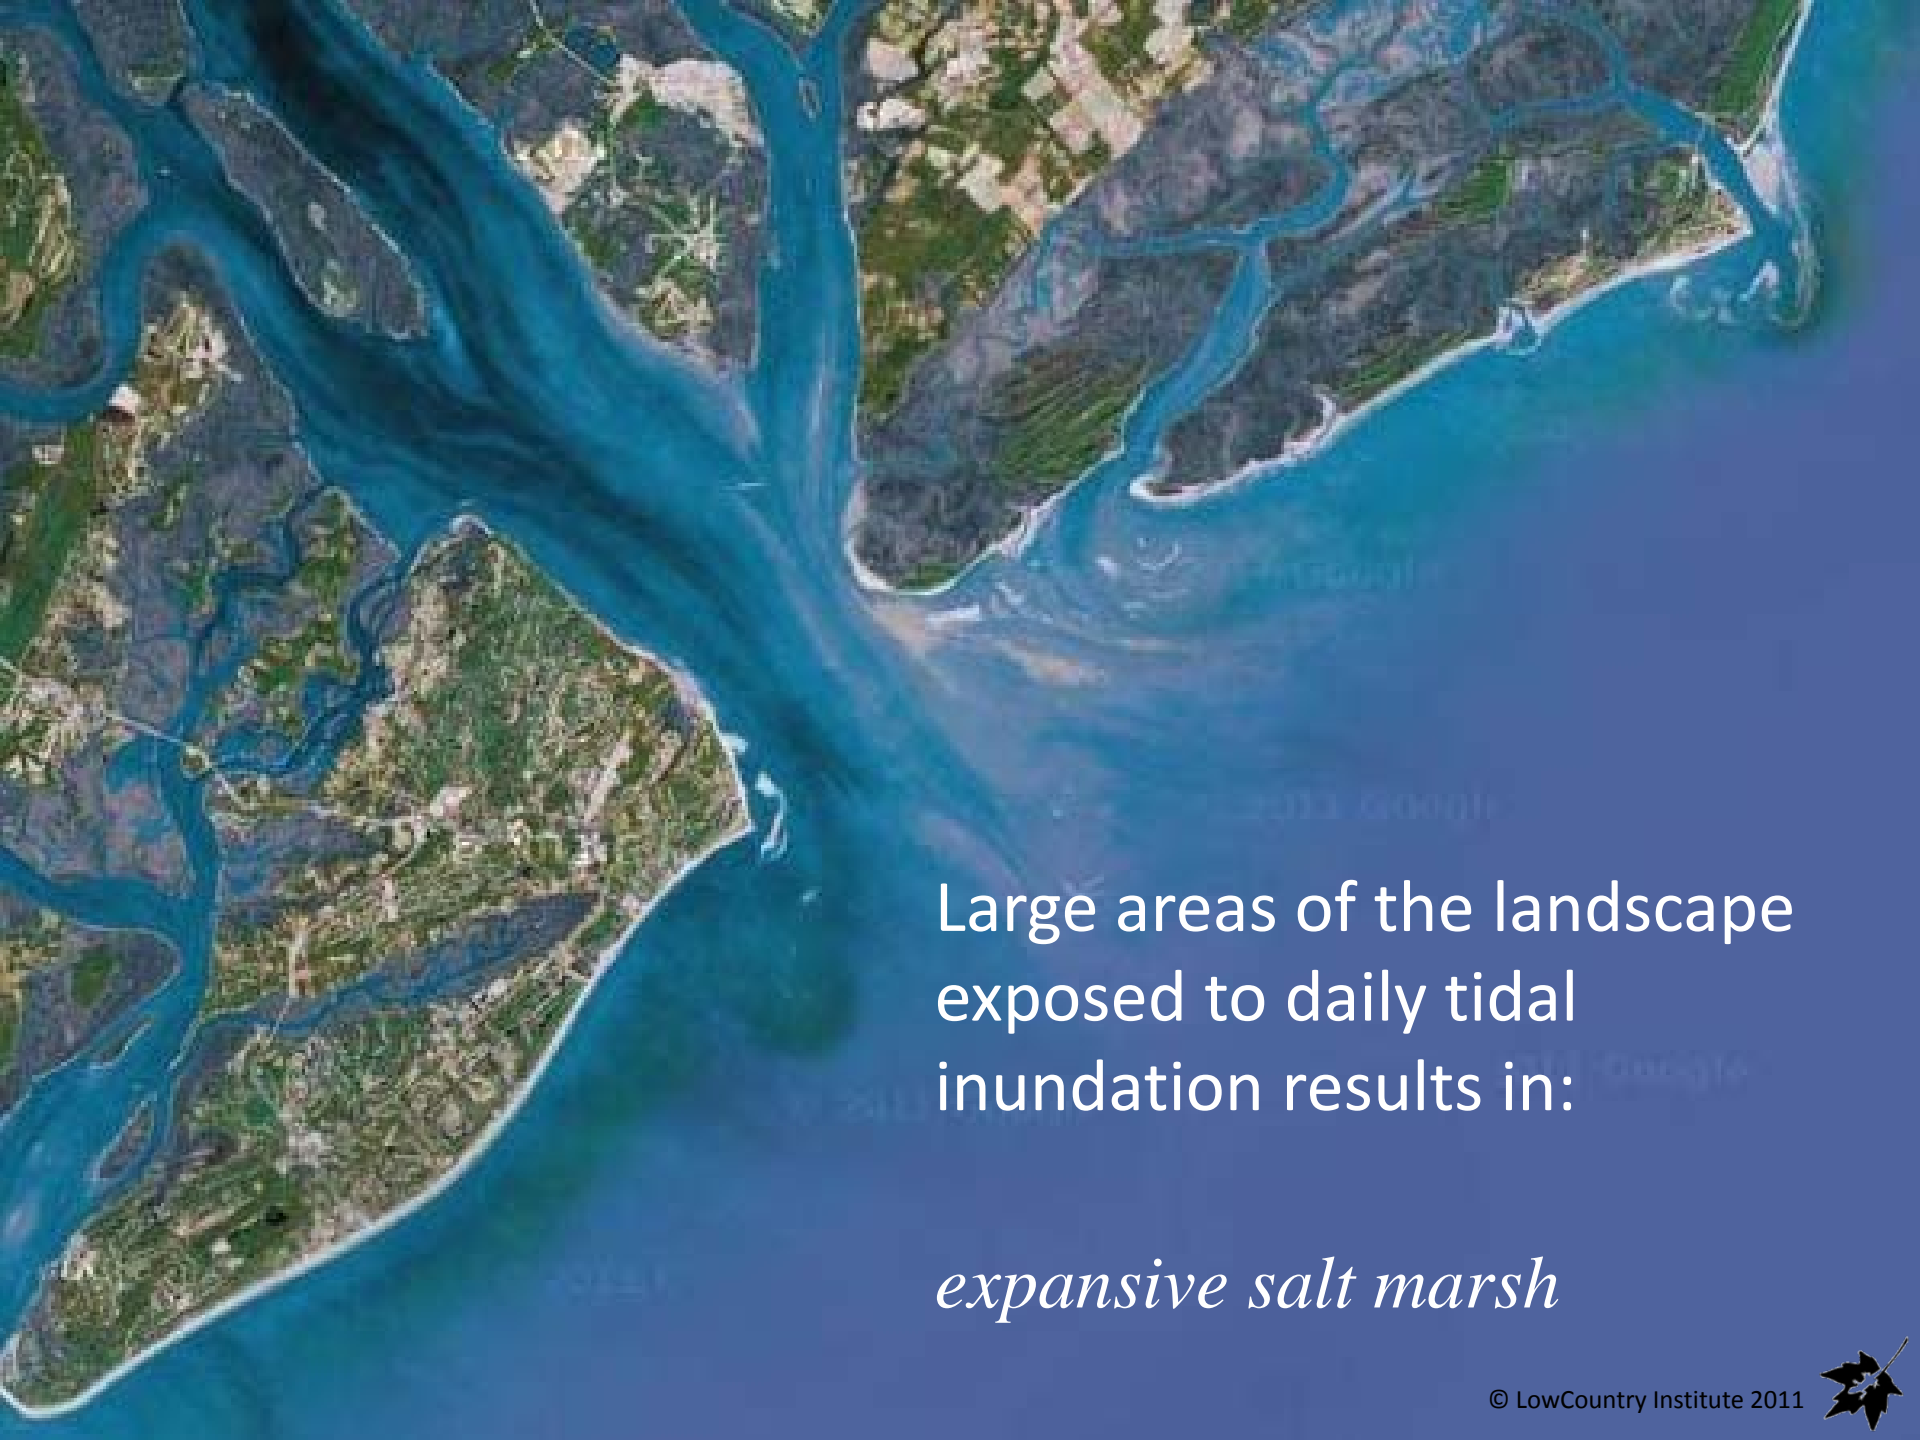 Large areas of the landscape
exposed to daily tidal
inundation results in:
expansive salt marsh
© LowCountry Institute 2011